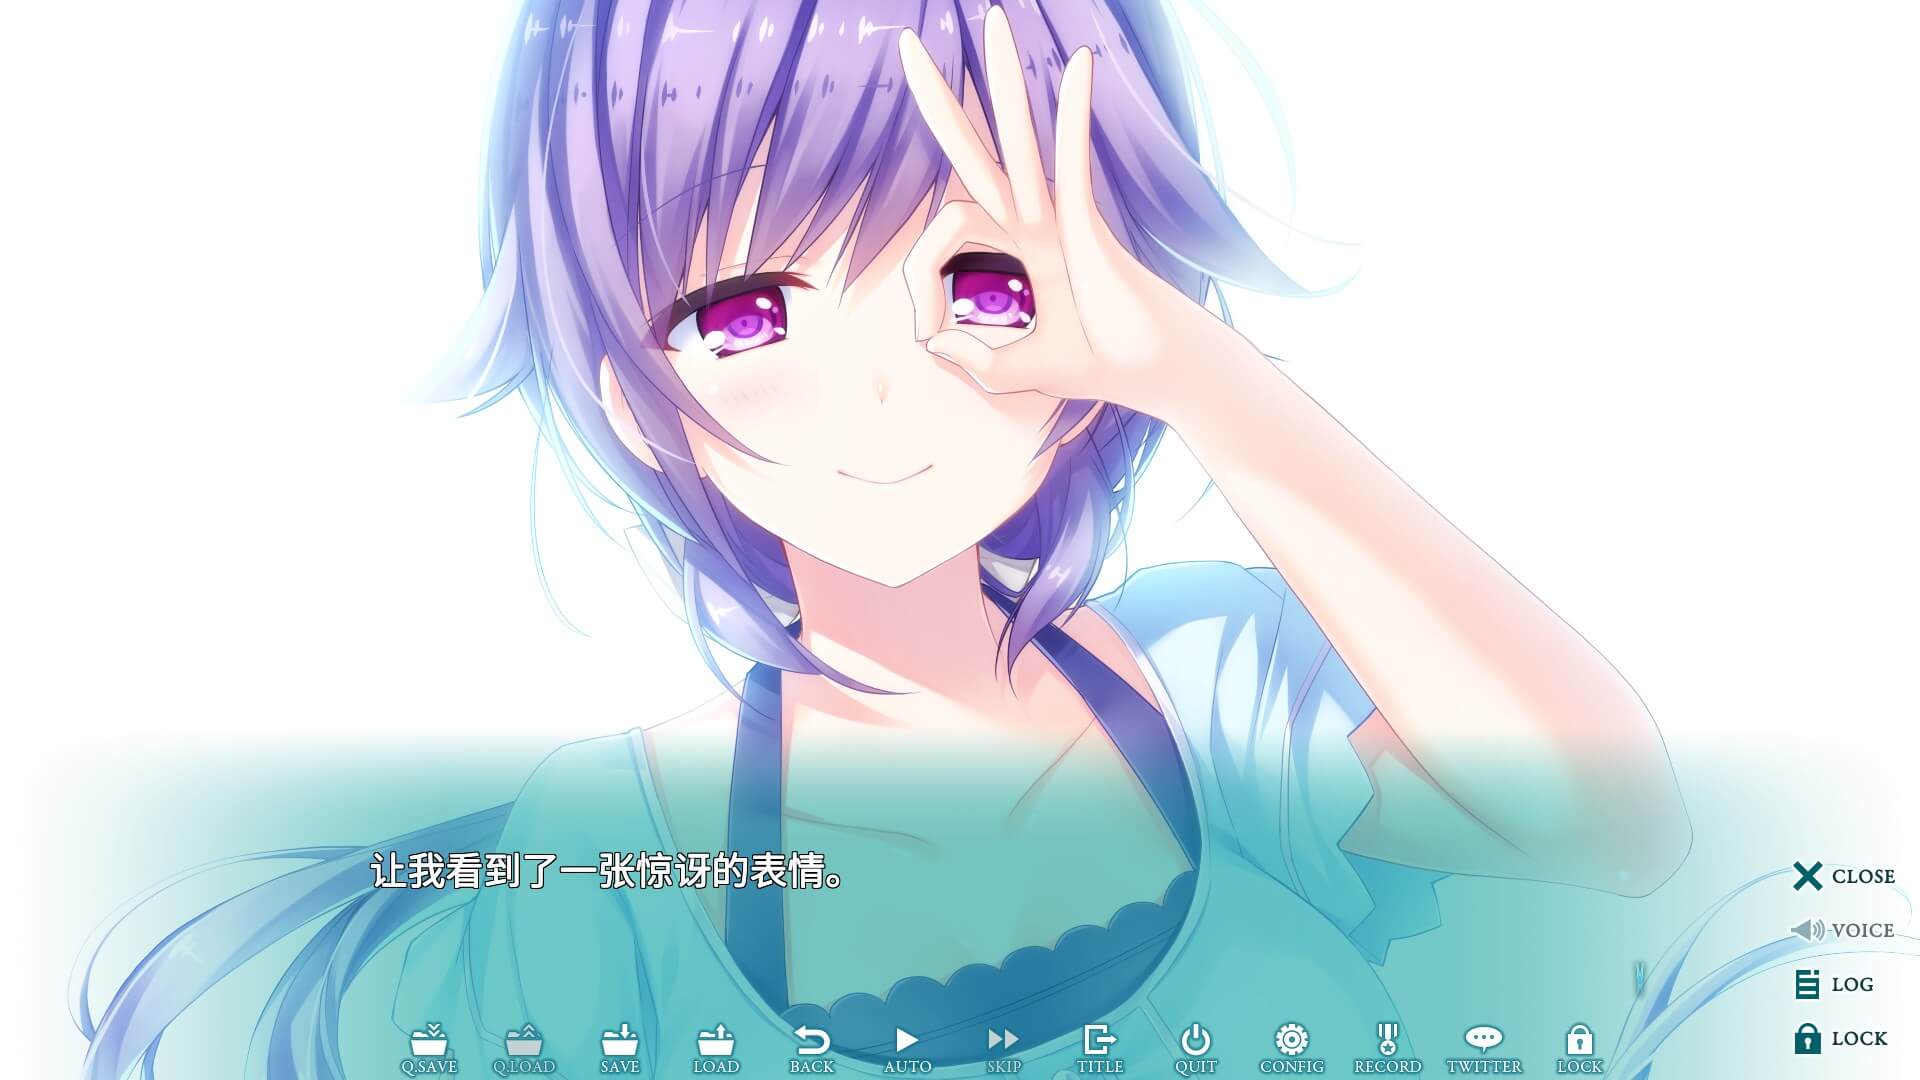 让我看到了一张惊讶的表情。
CLOSE
VOICE
LOG
LOCK
Q.SAVE
Q.LOAD
SAVE
LOAD
BACK
AUTO
SKIP
TITLE
QUIT
CONFIG
RECORD
TWITTER
LOCK